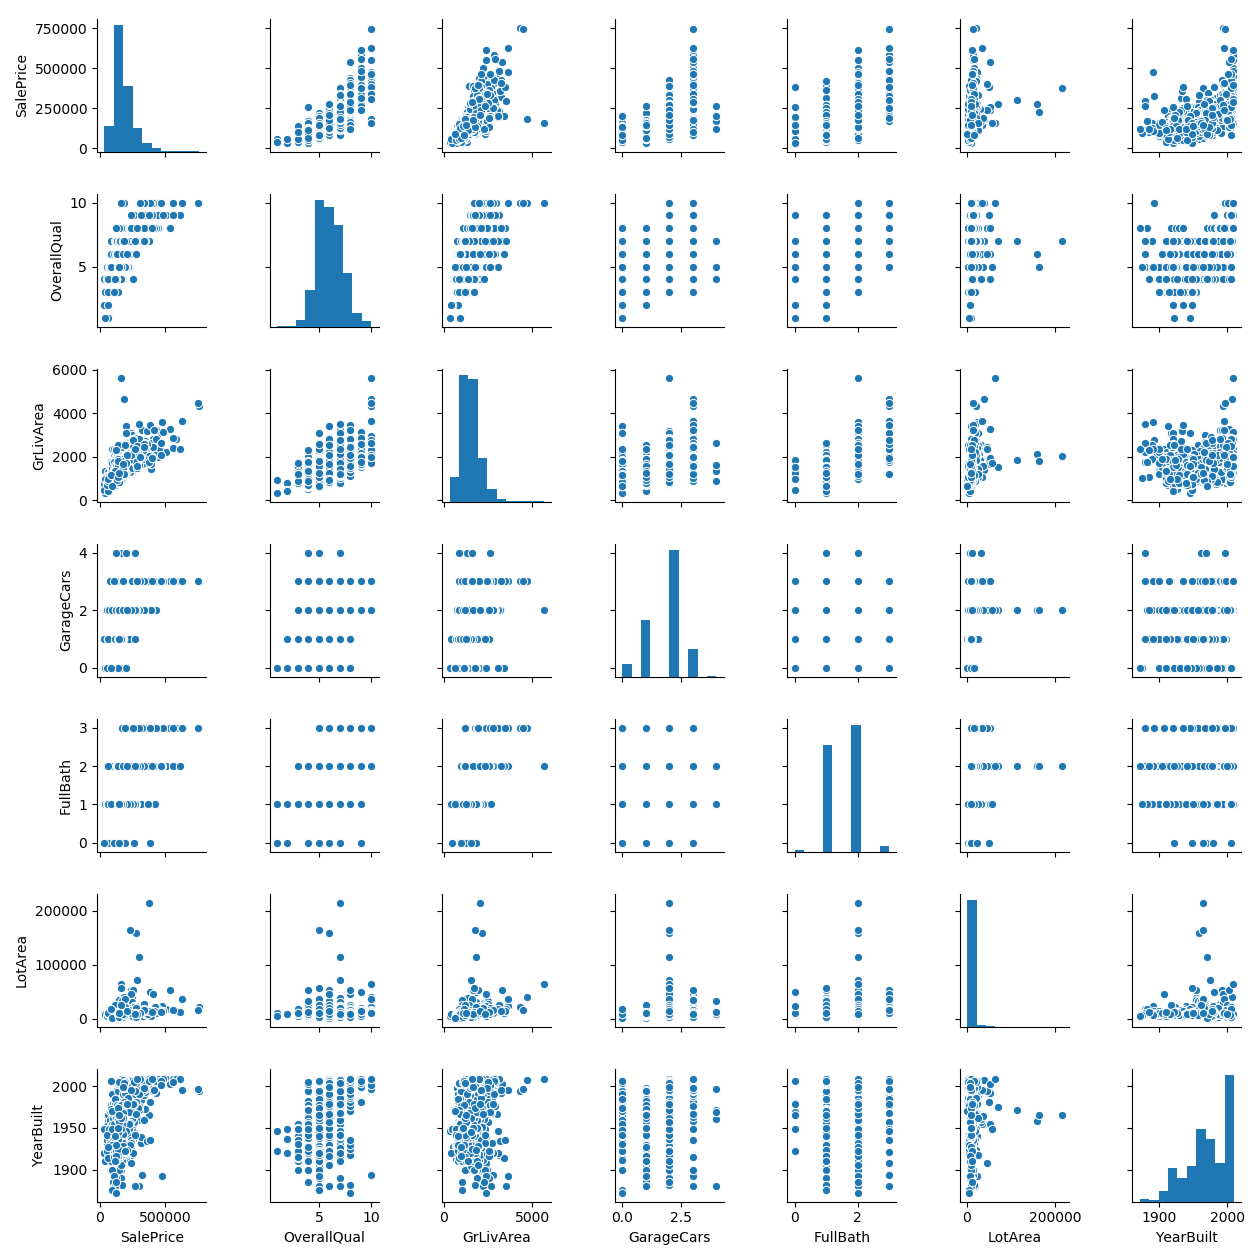 750000
500000
250000
0
SalePrice
10
5
OverallQual
6000
4000
2000
0
GrLivArea
4
3
2
1
0
GarageCars
3
2
1
0
FullBath
200000
100000
0
LotArea
2000
1950
1900
YearBuilt
0 500000 5 10 0 5000 0.0 2.5 0 2 0 200000 1900 2000
SalePrice OverallQual GrLivArea GarageCars FullBath LotArea YearBuilt